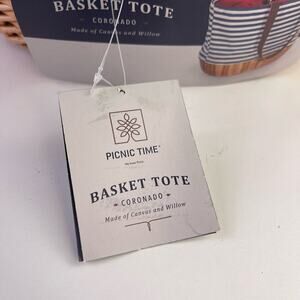 BASKET TOTE
- CORONADO -
Made of Canvas and Willow
PICNIC TIME
BASKET TOTE
- CORONADO -
Made of Canvas and Willow